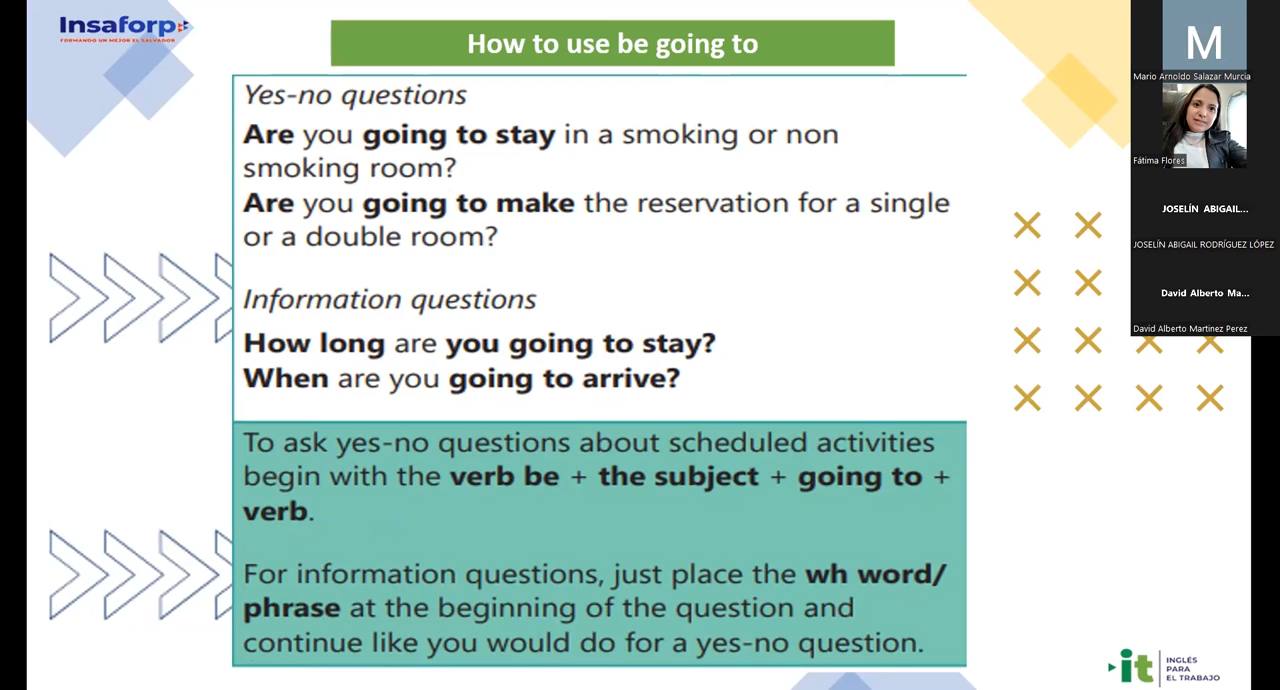 Insaforp
FORMANDO UN MEJOR EL SALVADOR
How to use be going to
Yes-no questions
Are you going to stay in a smoking or non
smoking room?
Are you going to make the reservation for a single
or a double room?
Information questions
How long are you going to stay?
When are you going to arrive?
To ask yes-no questions about scheduled activities
begin with the verb be + the subject + going to +
verb.
For information questions, just place the wh word/
phrase at the beginning of the question and
continue like you would do for a yes-no question.
M
Mario Arnoldo Salazar Murcia
Fátima Flores
JOSELÍN ABIGAIL...
JOSELÍN ABIGAIL RODRÍGUEZ LÓPEZ
David Alberto Ma...
David Alberto Martinez Perez
it
INGLÉS
PARA
EL TRABAJO